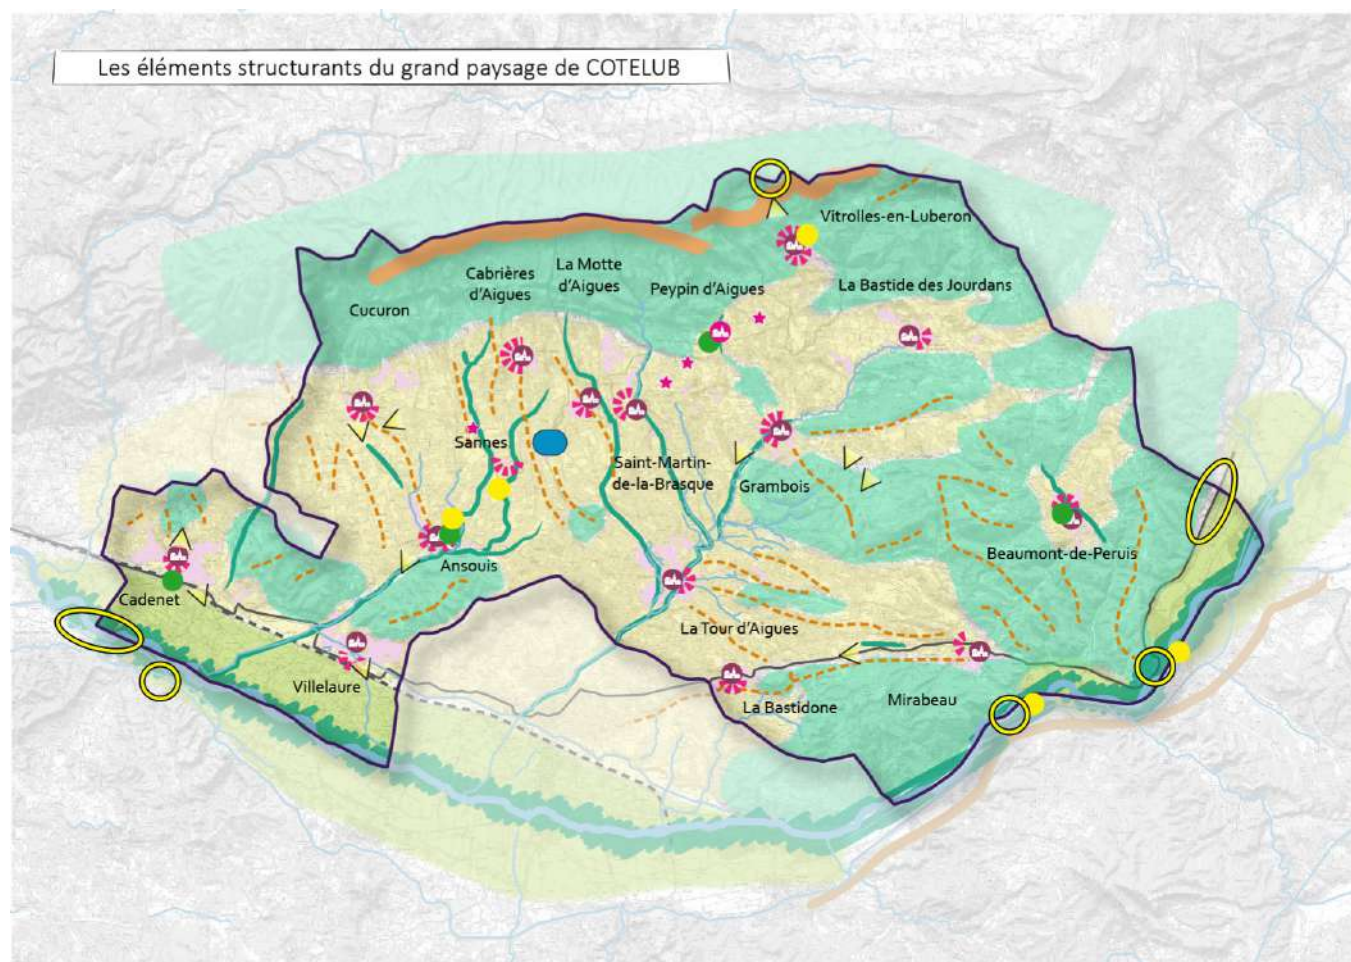 Les éléments structurants du grand paysage de COTELUB
Vitrolles-en-Luberon
La Motte
d'Aigues
Cabrières
d'Aigues
Peypin d'Aigues
La Bastide des Jourdans
Cucuron
Sannes
Saint-Martin-
de-la-Brasque
Grambois
Beaumont-de-Peruis
Ansouis
Cadenet
La Tour d'Aigues
Villelaure
La Bastidone
Mirabeau